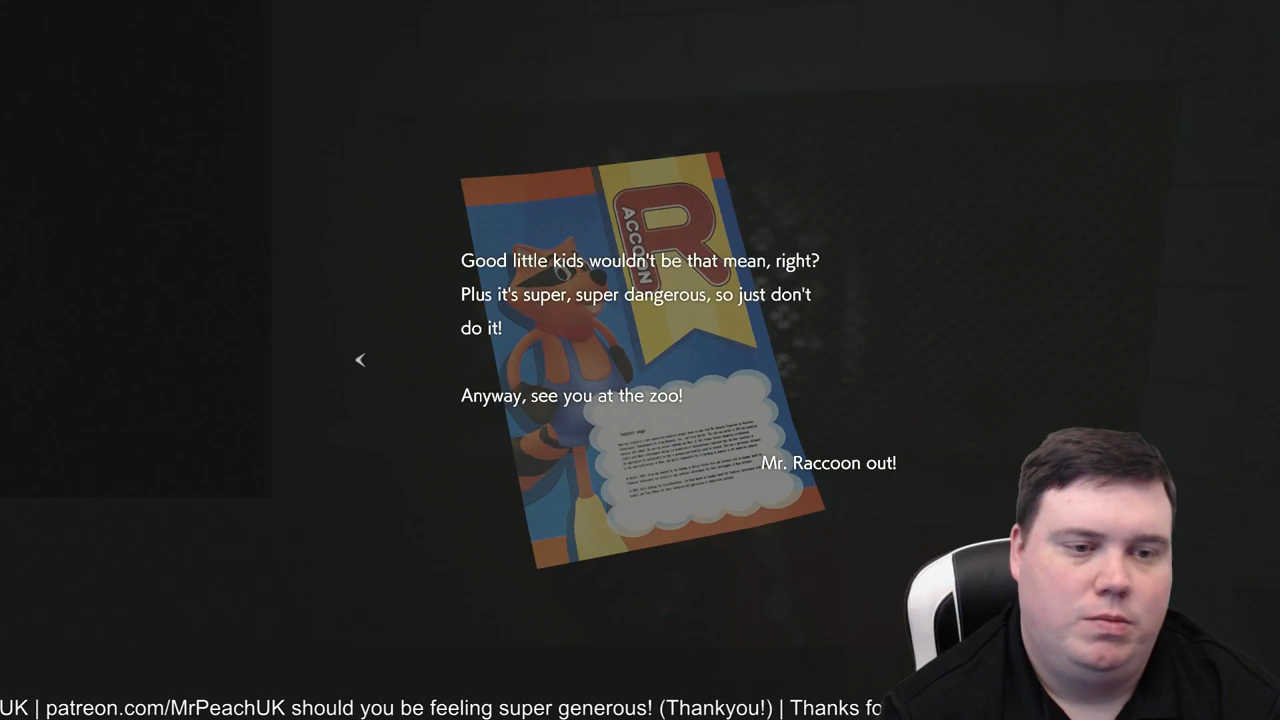 R
ACCOON
Good little kids wouldn't be that mean, right?
Plus it's super, super dangerous, so just don't
do it!
Anyway, see you at the zoo!
Mr. Raccoon out!
UK | patreon.com/MrPeachUK should you be feeling super generous! (Thankyou!) | Thanks fo